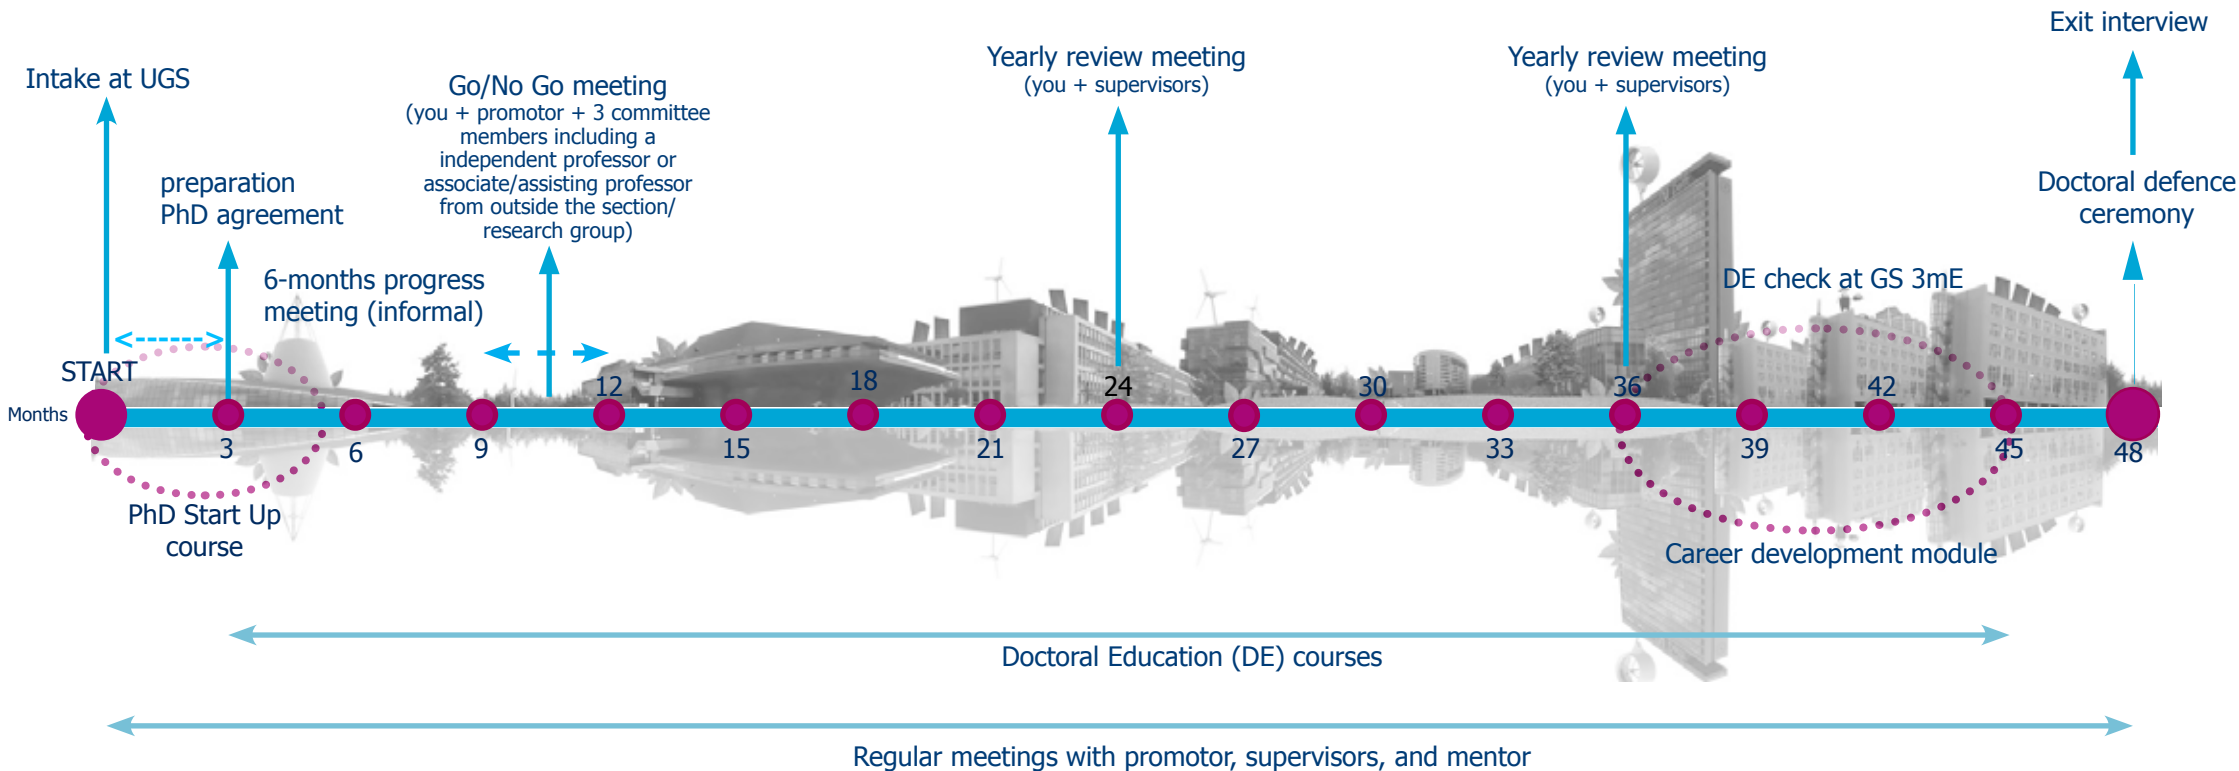 Exit interview
Intake at UGS
Go/No Go meeting
(you + promotor + 3 committee
members including a
independent professor or
associate/assisting professor
from outside the section/
research group)
Yearly review meeting
(you + supervisors)
Yearly review meeting
(you + supervisors)
preparation
PhD agreement
Doctoral defence
ceremony
6-months progress
meeting (informal)
DE check at GS 3mE
START
12
18
24
30
36
42
Months
3
6
9
15
21
27
33
39
45
48
PhD Start Up
course
Career development module
Doctoral Education (DE) courses
Regular meetings with promotor, supervisors, and mentor